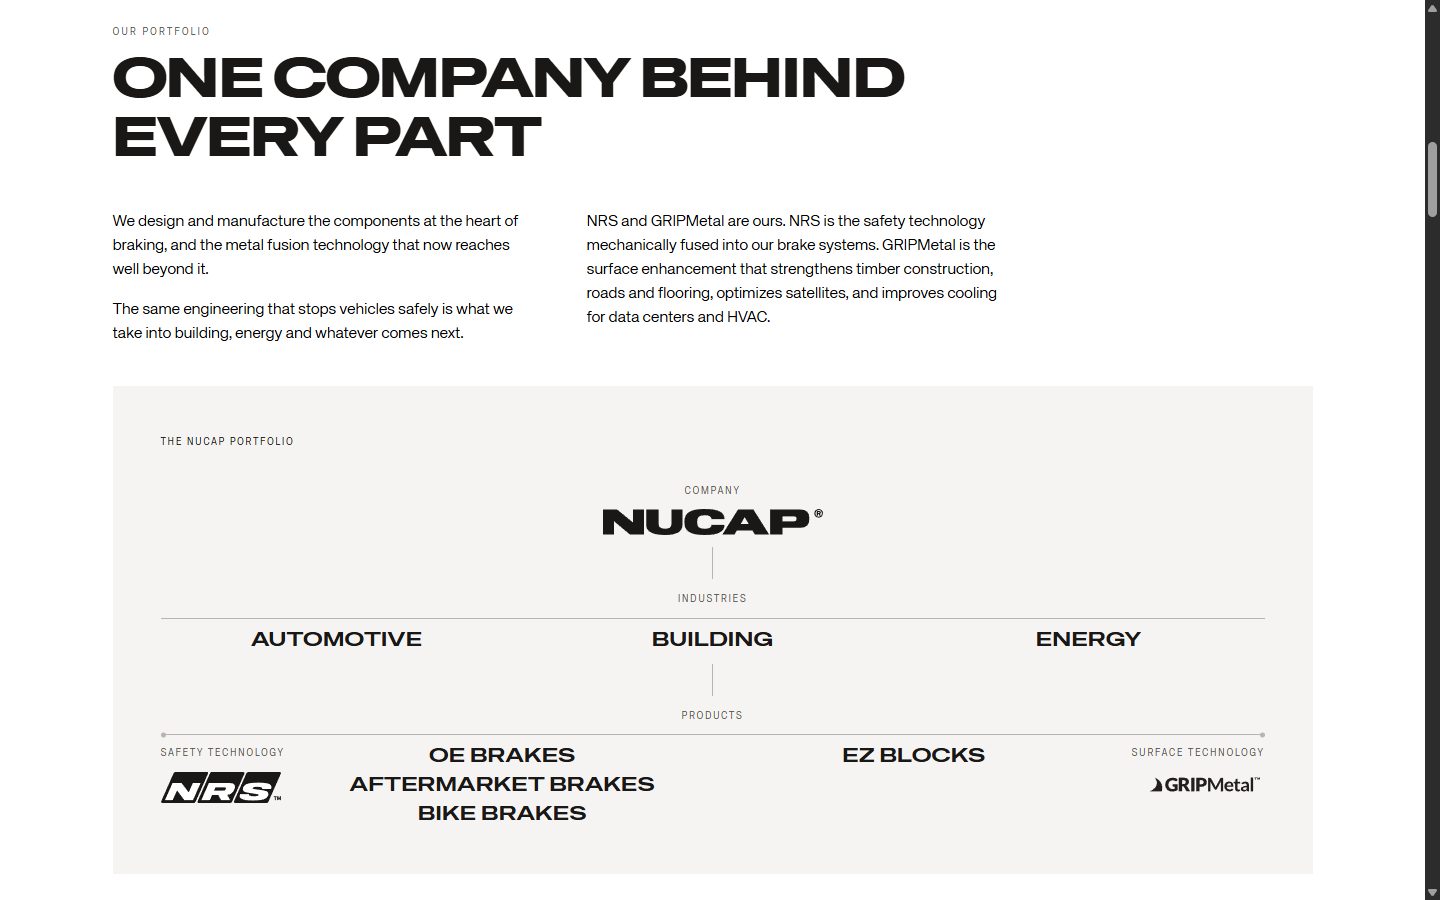 OUR PORTFOLIO
ONE COMPANY BEHIND
EVERY PART
We design and manufacture the components at the heart of
braking, and the metal fusion technology that now reaches
well beyond it.
The same engineering that stops vehicles safely is what we
take into building, energy and whatever comes next.
NRS and GRIPMetal are ours. NRS is the safety technology
mechanically fused into our brake systems. GRIPMetal is the
surface enhancement that strengthens timber construction,
roads and flooring, optimizes satellites, and improves cooling
for data centers and HVAC.
THE NUCAP PORTFOLIO
COMPANY
NUCAP®
INDUSTRIES
AUTOMOTIVE
BUILDING
ENERGY
PRODUCTS
SAFETY TECHNOLOGY
NRS™
OE BRAKES
AFTERMARKET BRAKES
BIKE BRAKES
EZ BLOCKS
SURFACE TECHNOLOGY
GRIPMetal™